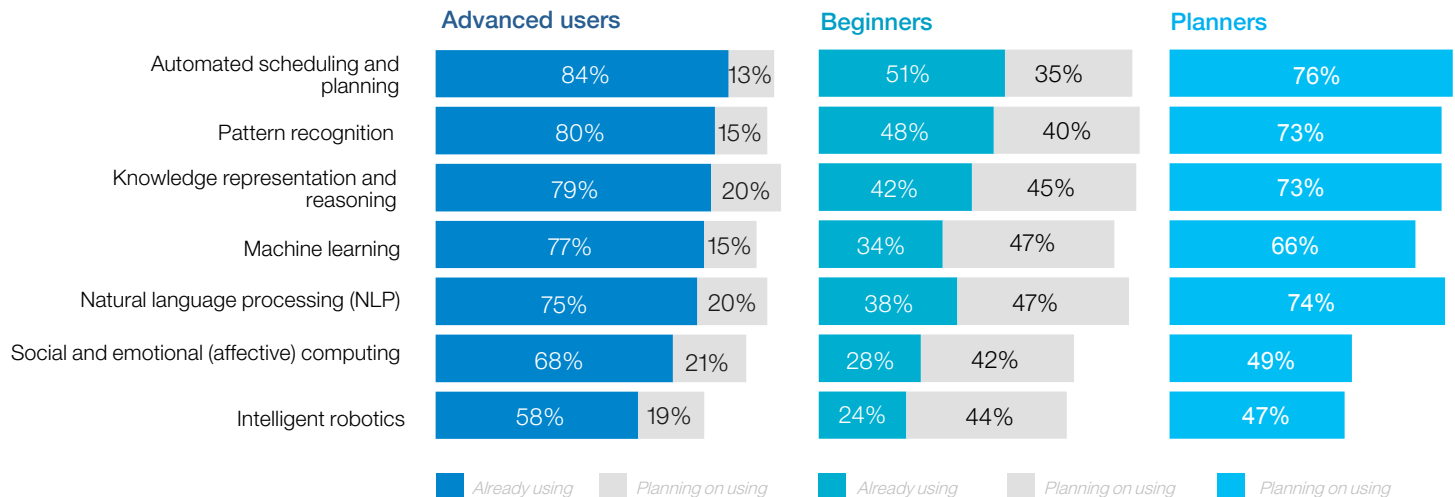 Advanced users
Beginners
Planners
Automated scheduling and
planning
84%
13%
51%
35%
76%
Pattern recognition
80%
15%
48%
40%
73%
Knowledge representation and
reasoning
79%
20%
42%
45%
73%
Machine learning
77%
15%
34%
47%
66%
Natural language processing (NLP)
75%
20%
38%
47%
74%
Social and emotional (affective) computing
68%
21%
28%
42%
49%
Intelligent robotics
58%
19%
24%
44%
47%
Already using
Planning on using
Already using
Planning on using
Planning on using